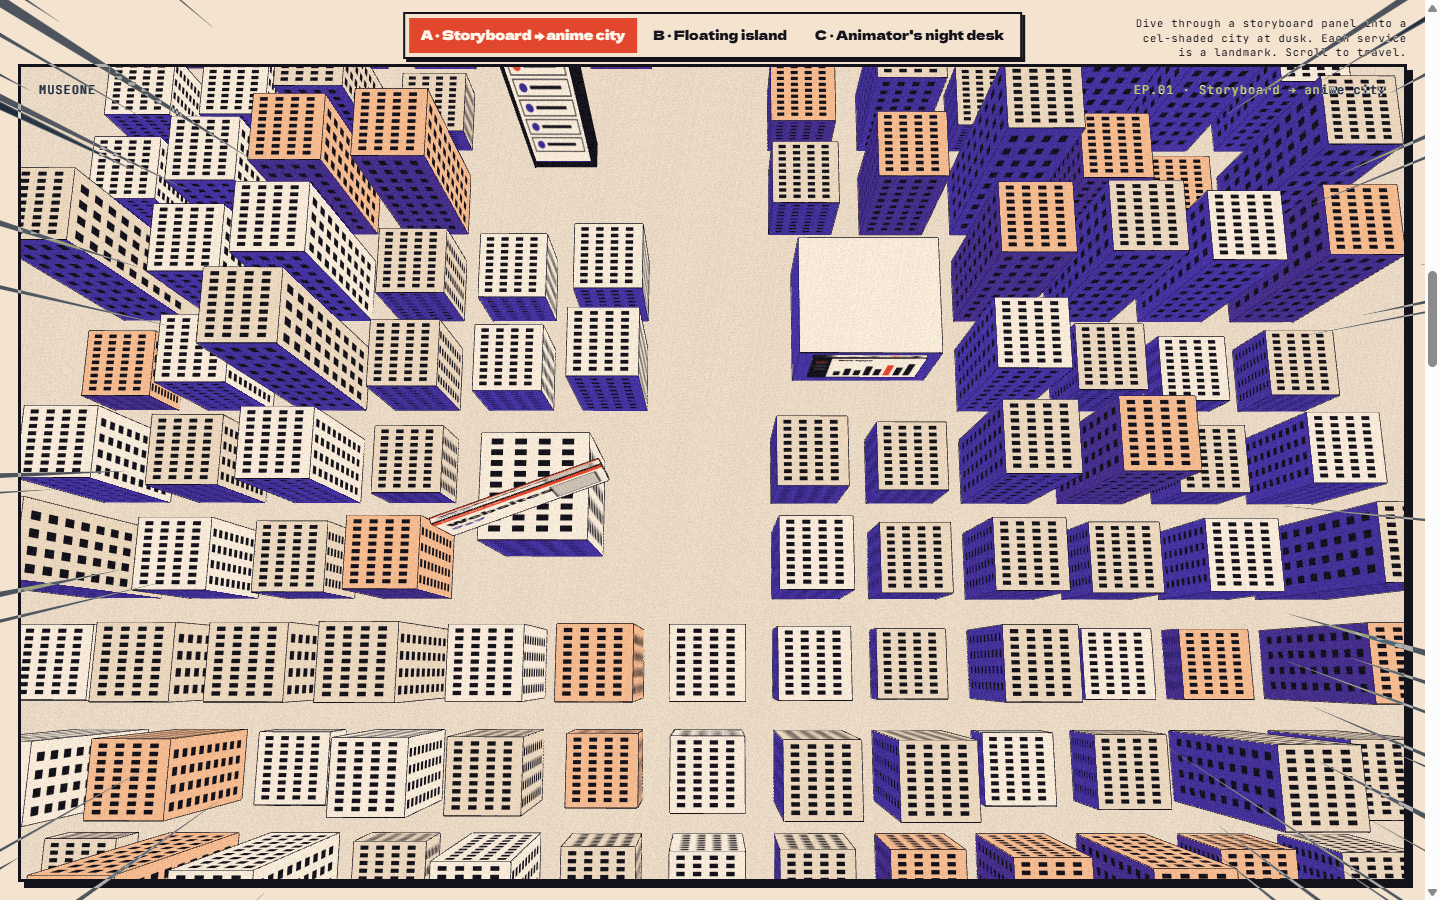 A · Storyboard → anime city
B · Floating island
C · Animator's night desk
Dive through a storyboard panel into a
cel-shaded city at dusk. Each service
is a landmark. Scroll to travel.
MUSEONE
EP.01 · Storyboard → anime city